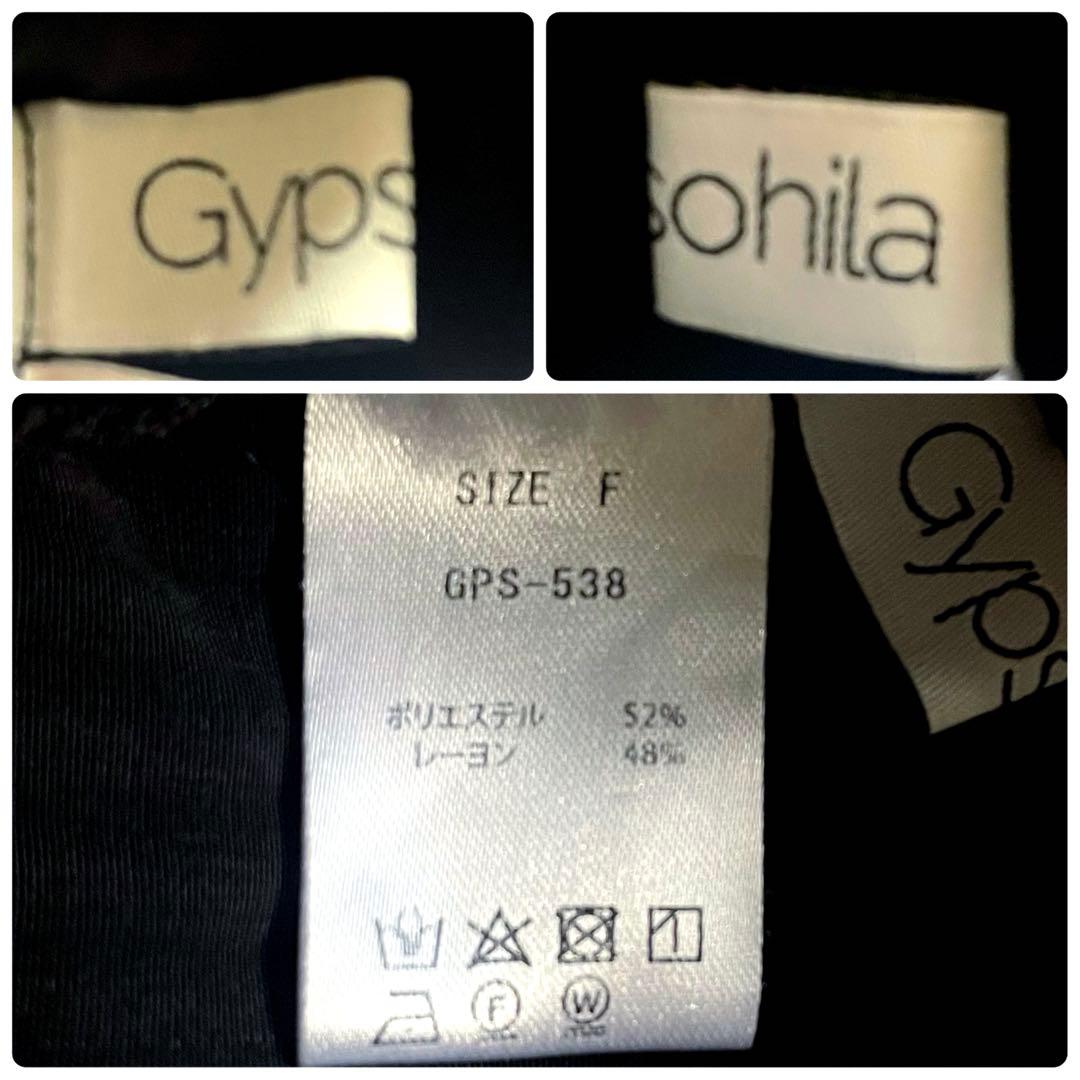 Gyps
sohila
SIZE F
GPS-538
ポリエステル 52%
レーヨン 48%
Gyps
F
W